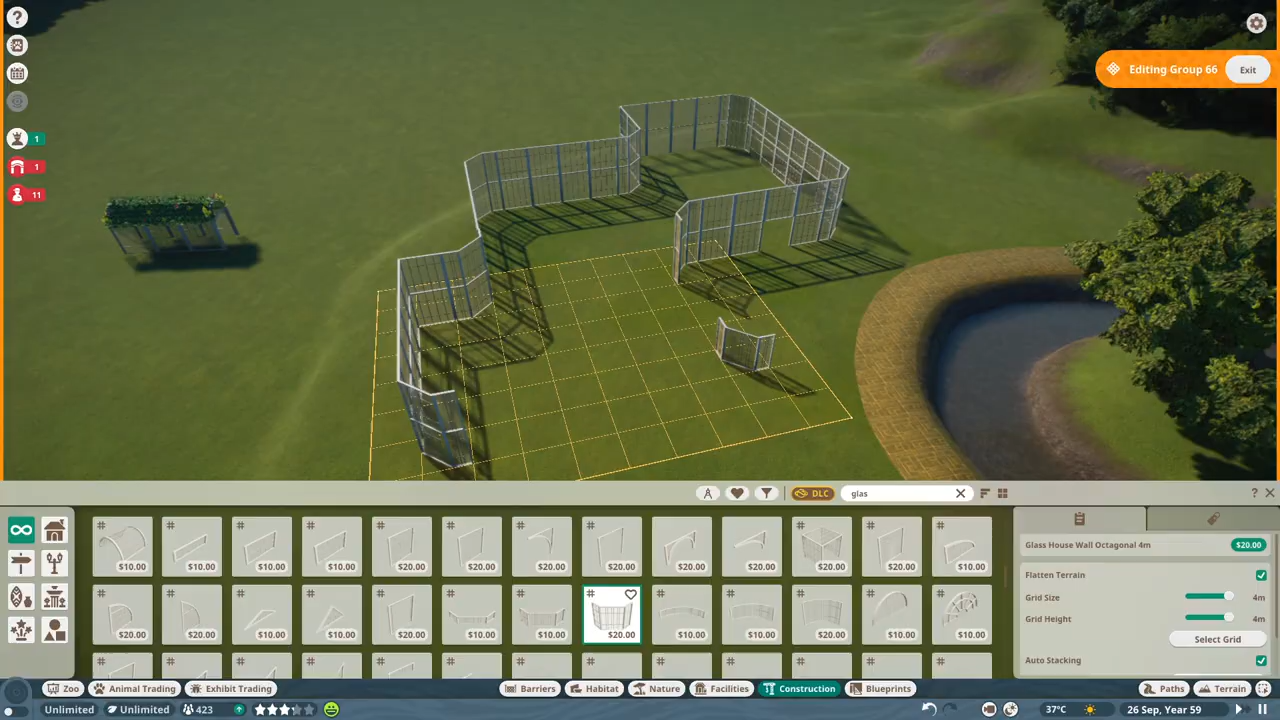 ?
Editing Group 66
Exit
1
1
11
DLC
glas
?
$10.00
$10.00
$10.00
$10.00
$20.00
$20.00
$20.00
$20.00
$20.00
$20.00
$20.00
$20.00
$10.00
$20.00
$20.00
$10.00
$10.00
$20.00
$10.00
$10.00
$20.00
$10.00
$10.00
$20.00
$10.00
$10.00
Glass House Wall Octagonal 4m
$20.00
Flatten Terrain
Grid Size
4m
Grid Height
4m
Select Grid
Auto Stacking
Zoo
Animal Trading
Exhibit Trading
Barriers
Habitat
Nature
Facilities
Construction
Blueprints
Paths
Terrain
Unlimited
Unlimited
423
37°C
26 Sep, Year 59